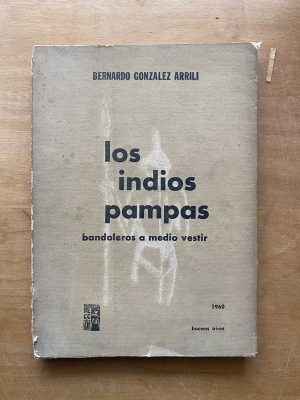 BERNARDO GONZALEZ ARRILI
los
indios
pampas
bandoleros a medio vestir
1960
buenos aires